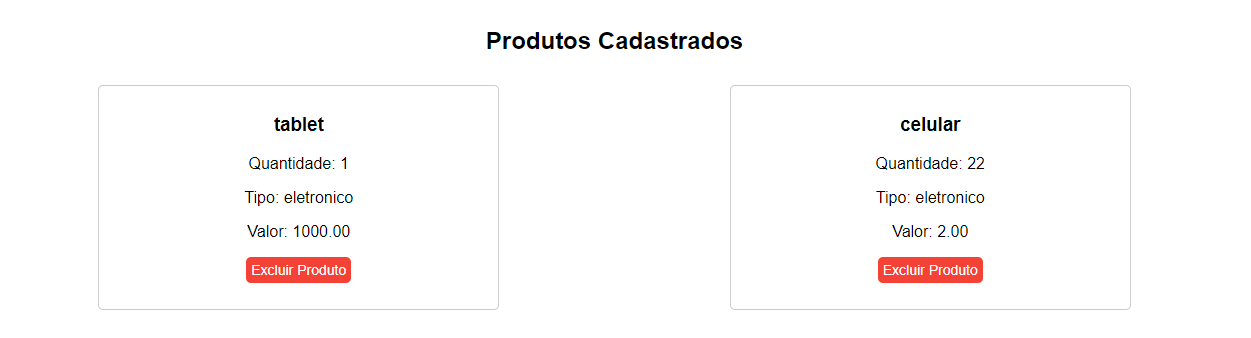 Produtos Cadastrados
tablet
Quantidade: 1
Tipo: eletronico
Valor: 1000.00
Excluir Produto
celular
Quantidade: 22
Tipo: eletronico
Valor: 2.00
Excluir Produto